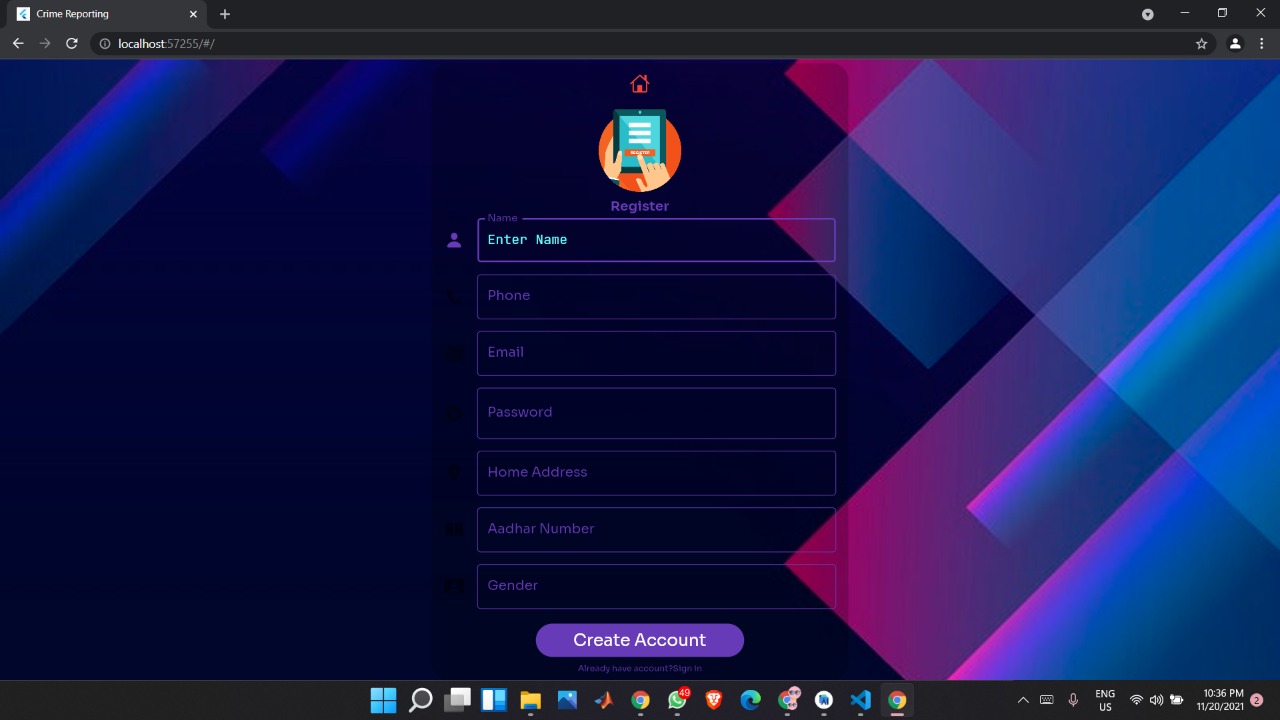 Crime Reporting
localhost:57255/#/
REGISTER
Register
Name
Enter Name
Phone
Email
Password
Home Address
Aadhar Number
Gender
Create Account
Already have account?Sign In
49
ENG
US
10:36 PM
11/20/2021
2